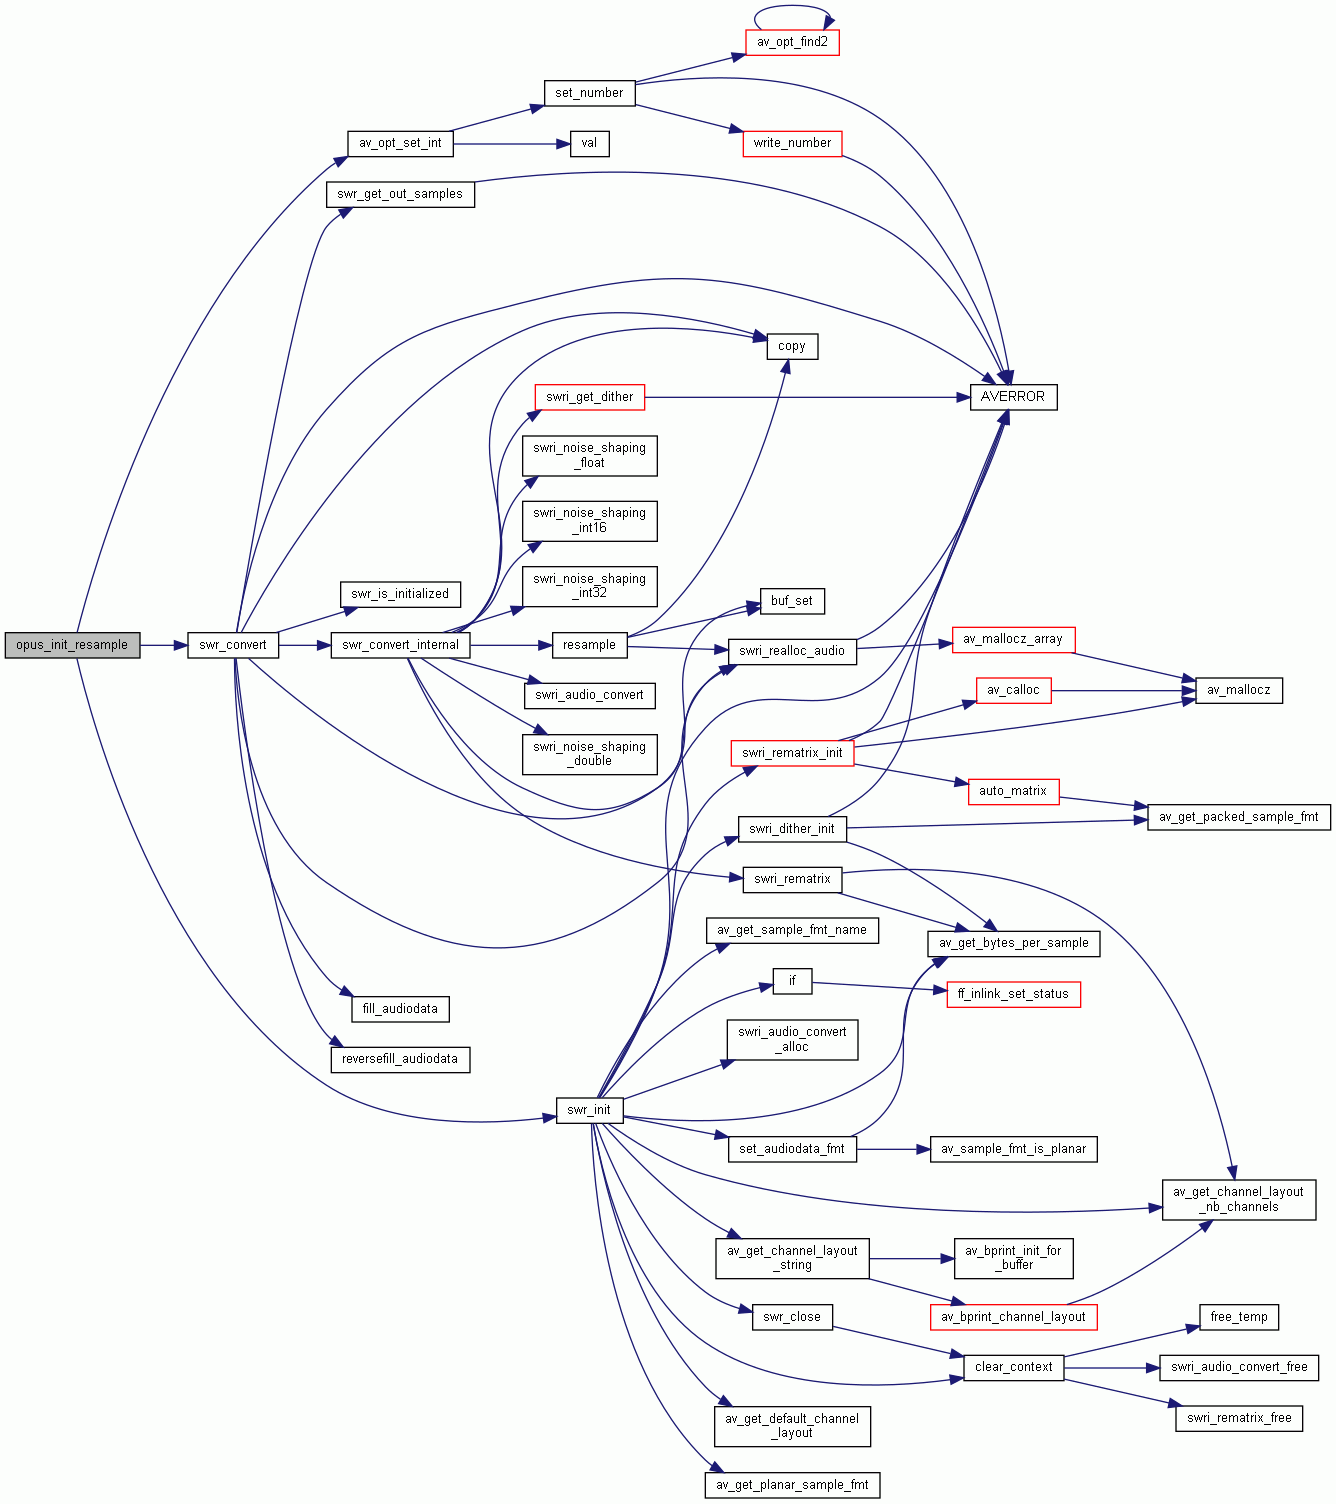 av_opt_find2
set_number
av_opt_set_int
val
write_number
swr_get_out_samples
copy
swri_get_dither
AVERROR
swri_noise_shaping
_float
swri_noise_shaping
_int16
swri_noise_shaping
_int32
swr_is_initialized
buf_set
opus_init_resample
swr_convert
swr_convert_internal
resample
swri_realloc_audio
av_mallocz_array
swri_audio_convert
av_calloc
av_mallocz
swri_noise_shaping
_double
swri_rematrix_init
auto_matrix
av_get_packed_sample_fmt
swri_dither_init
swri_rematrix
av_get_sample_fmt_name
av_get_bytes_per_sample
if
ff_inlink_set_status
fill_audiodata
swri_audio_convert
_alloc
reversefill_audiodata
swr_init
set_audiodata_fmt
av_sample_fmt_is_planar
av_get_channel_layout
_nb_channels
av_get_channel_layout
_string
av_bprint_init_for
_buffer
swr_close
av_bprint_channel_layout
free_temp
clear_context
swri_audio_convert_free
swri_rematrix_free
av_get_default_channel
_layout
av_get_planar_sample_fmt